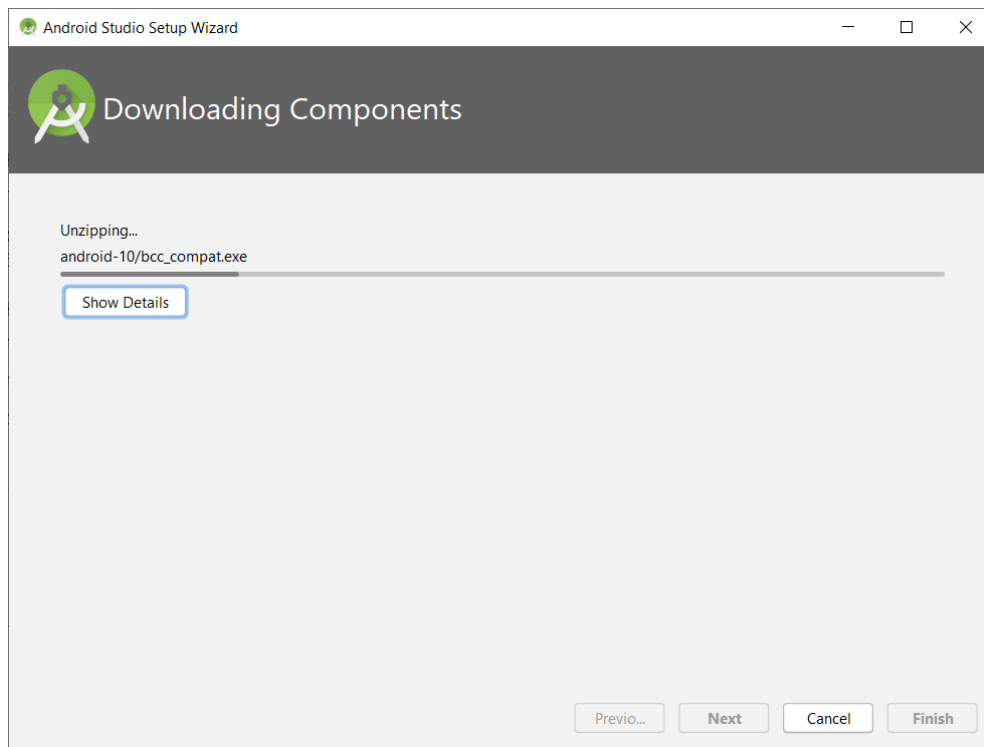 Android Studio Setup Wizard
Downloading Components
Unzipping...
android-10/bcc_compat.exe
Show Details
Previo... Next Cancel Finish